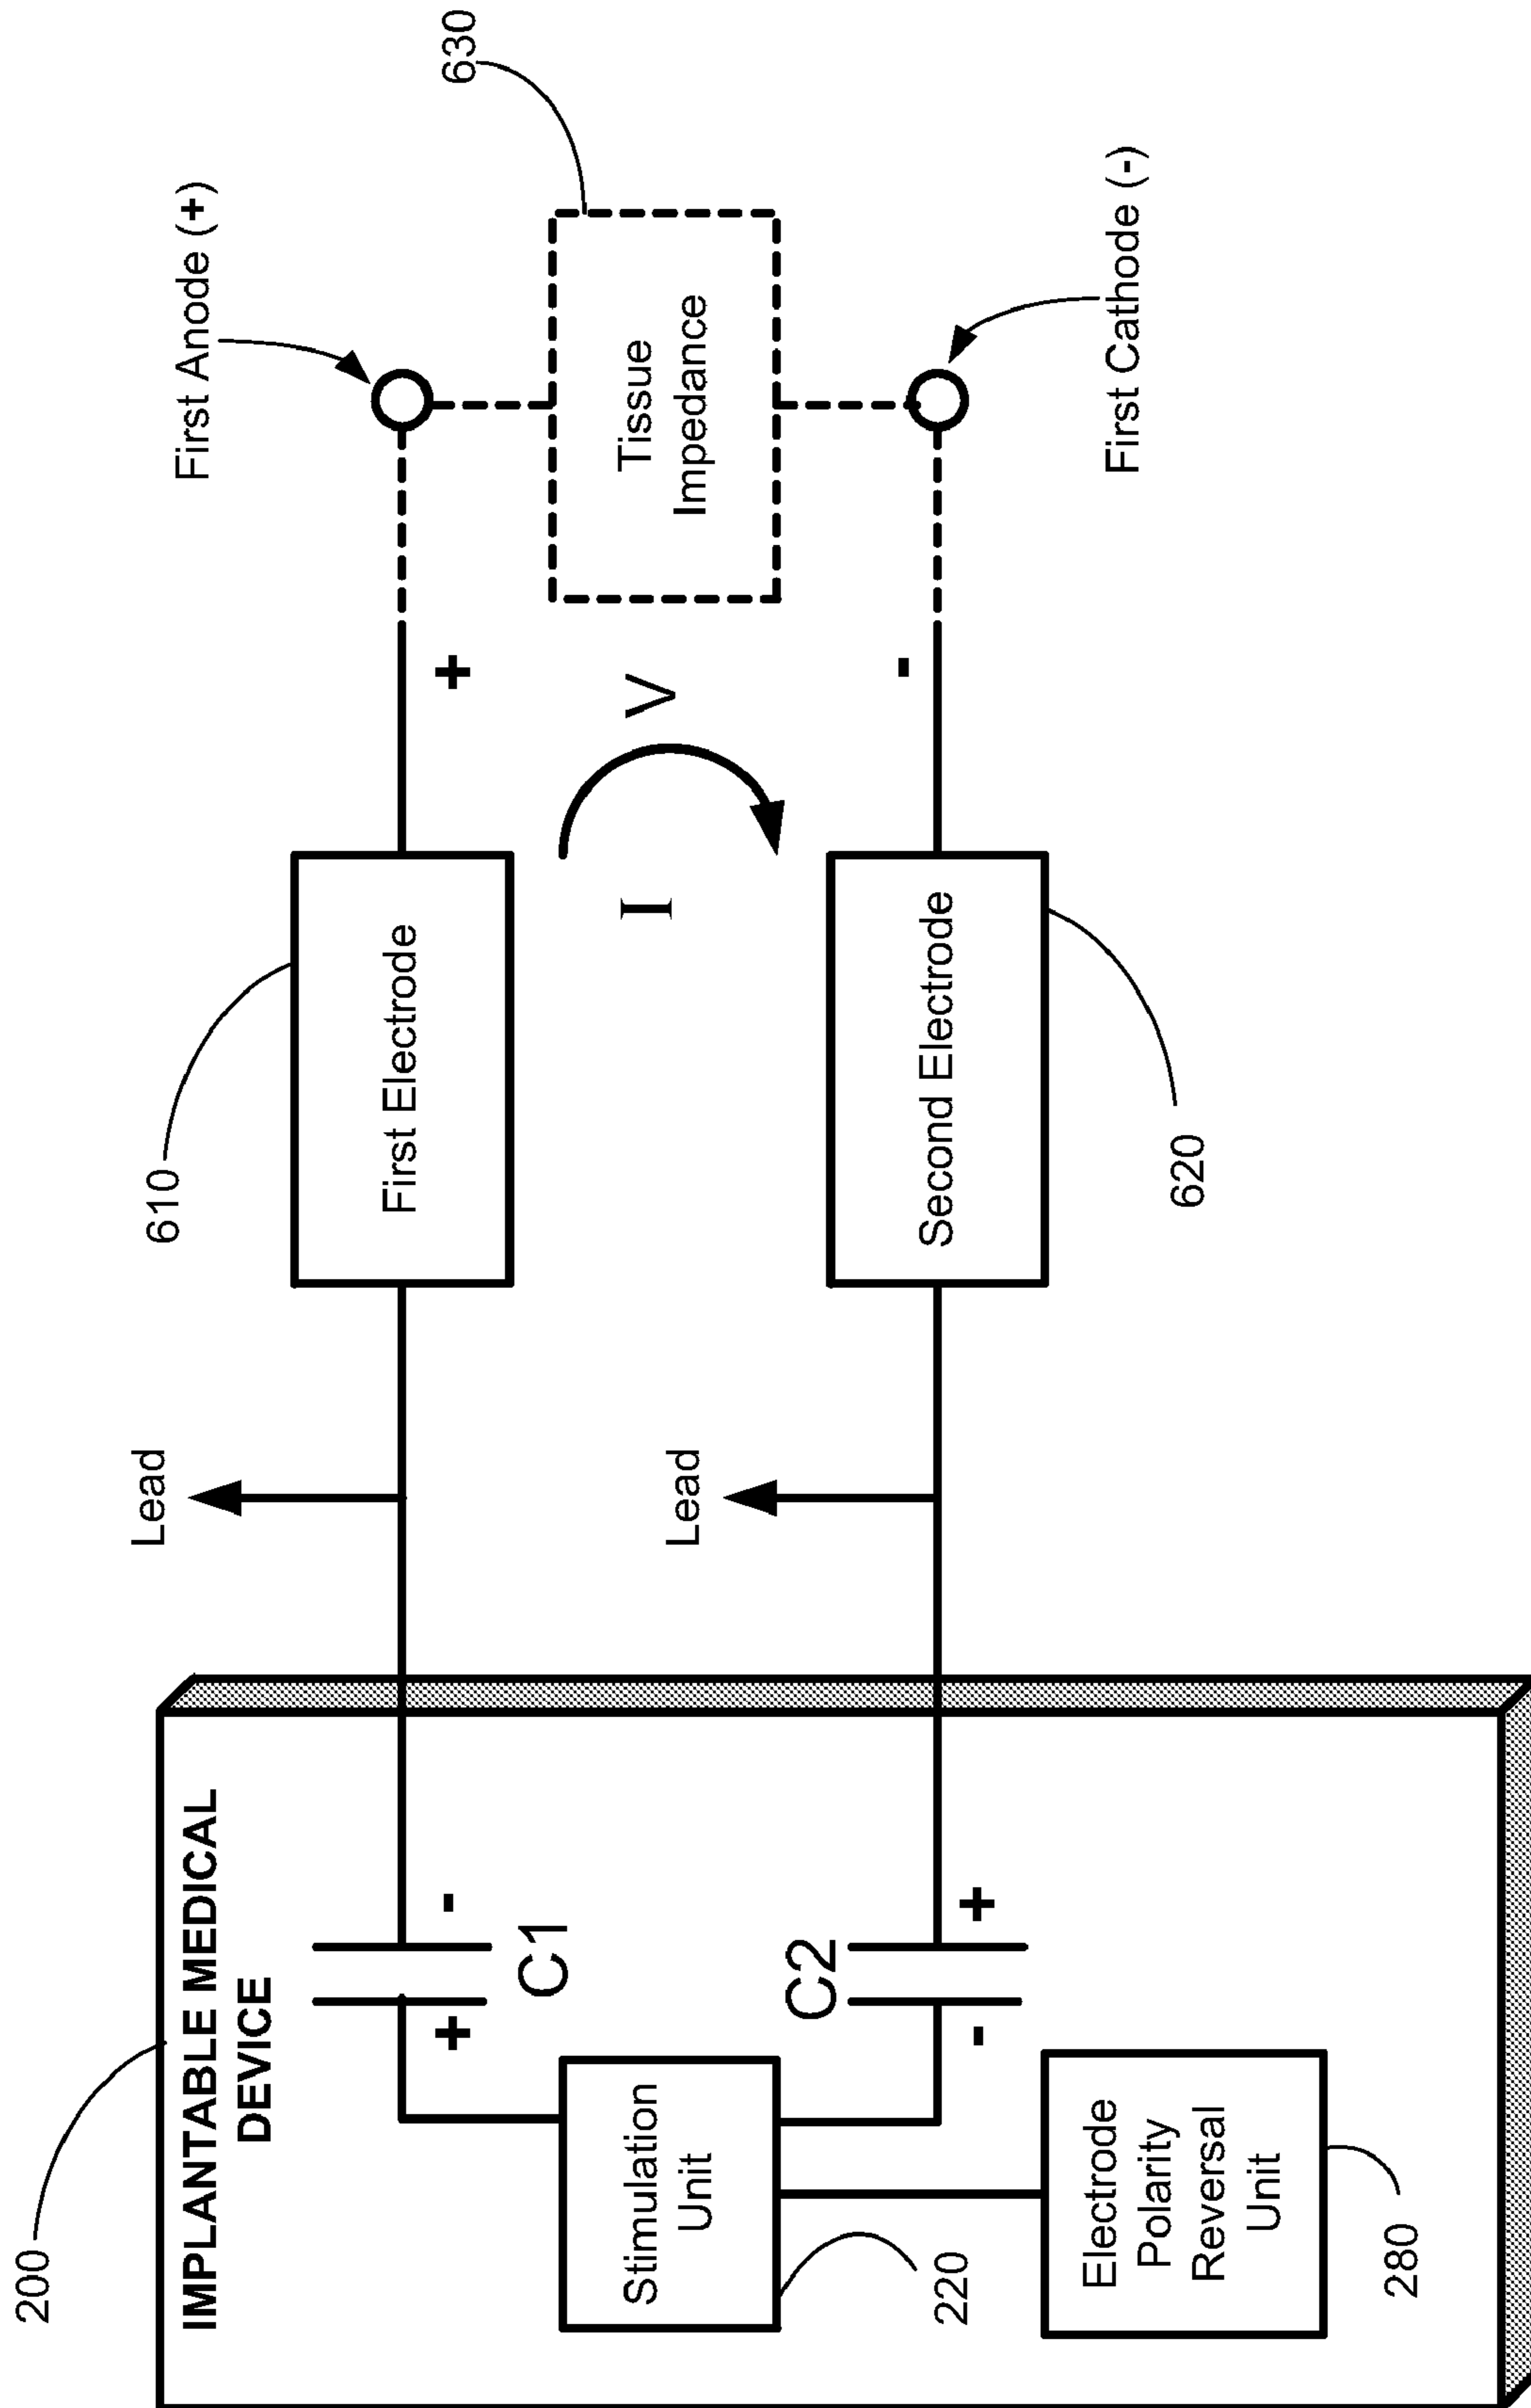 200
IMPLANTABLE MEDICAL
DEVICE
+
-
C1
Stimulation
Unit
220
C2
-
+
Electrode
Polarity
Reversal
Unit
280
Lead
Lead
610
First Electrode
Second Electrode
620
I
V
+
-
First Anode (+)
630
Tissue
Impedance
First Cathode (-)